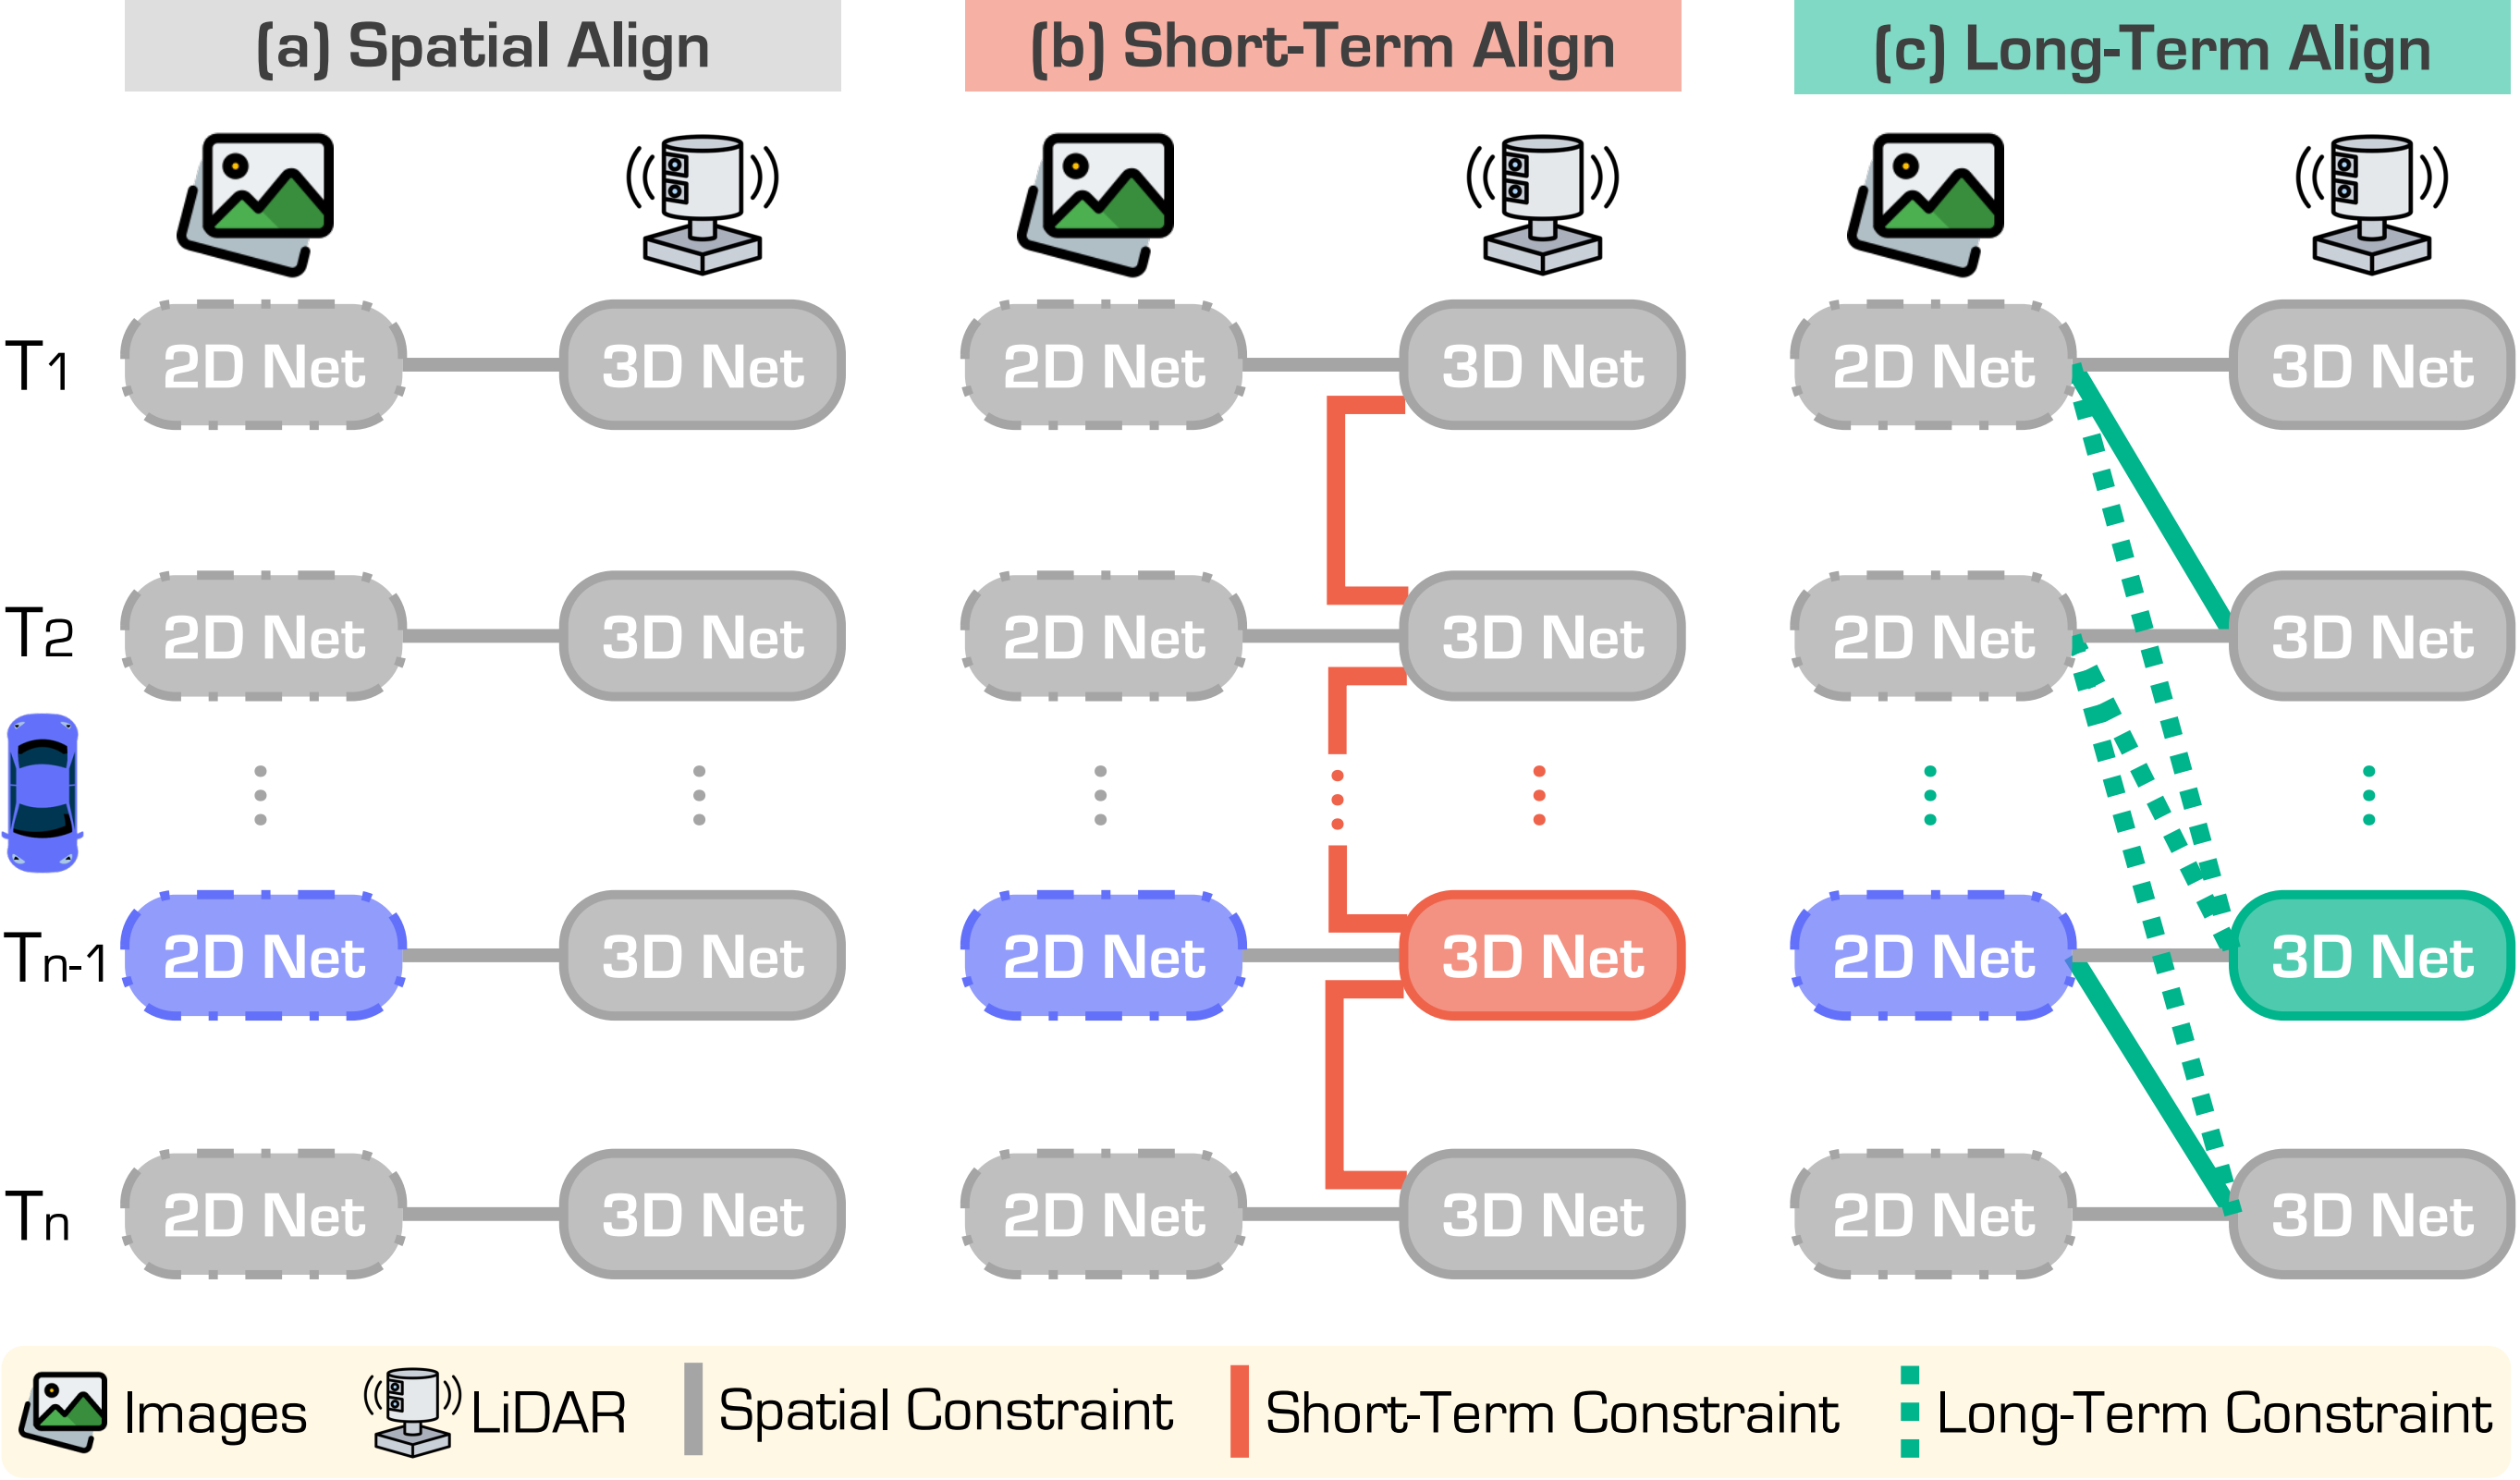 (a) Spatial Align (b) Short-Term Align (c) Long-Term Align
T1 2D Net 3D Net 2D Net 3D Net 2D Net 3D Net
T2 2D Net 3D Net 2D Net 3D Net 2D Net 3D Net
Tn-1 2D Net 3D Net 2D Net 3D Net 2D Net 3D Net
Tn 2D Net 3D Net 2D Net 3D Net 2D Net 3D Net
Images LiDAR Spatial Constraint Short-Term Constraint Long-Term Constraint